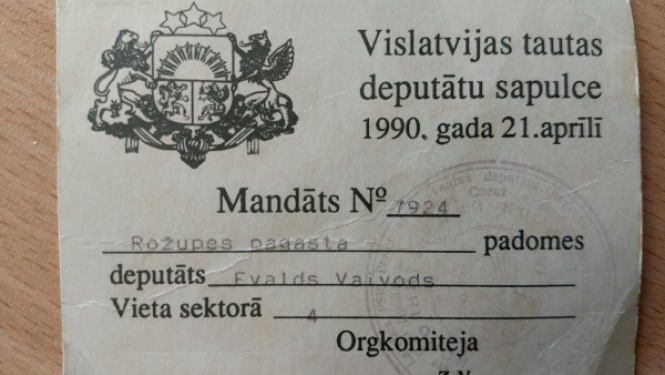 Vislatvijas tautas
deputātu sapulce
1990. gada 21.aprīlī
Mandāts Nº 7924
Rožupes pagasta padomes
deputāts Evalds Vaivods
Vieta sektorā 4
Orgkomiteja